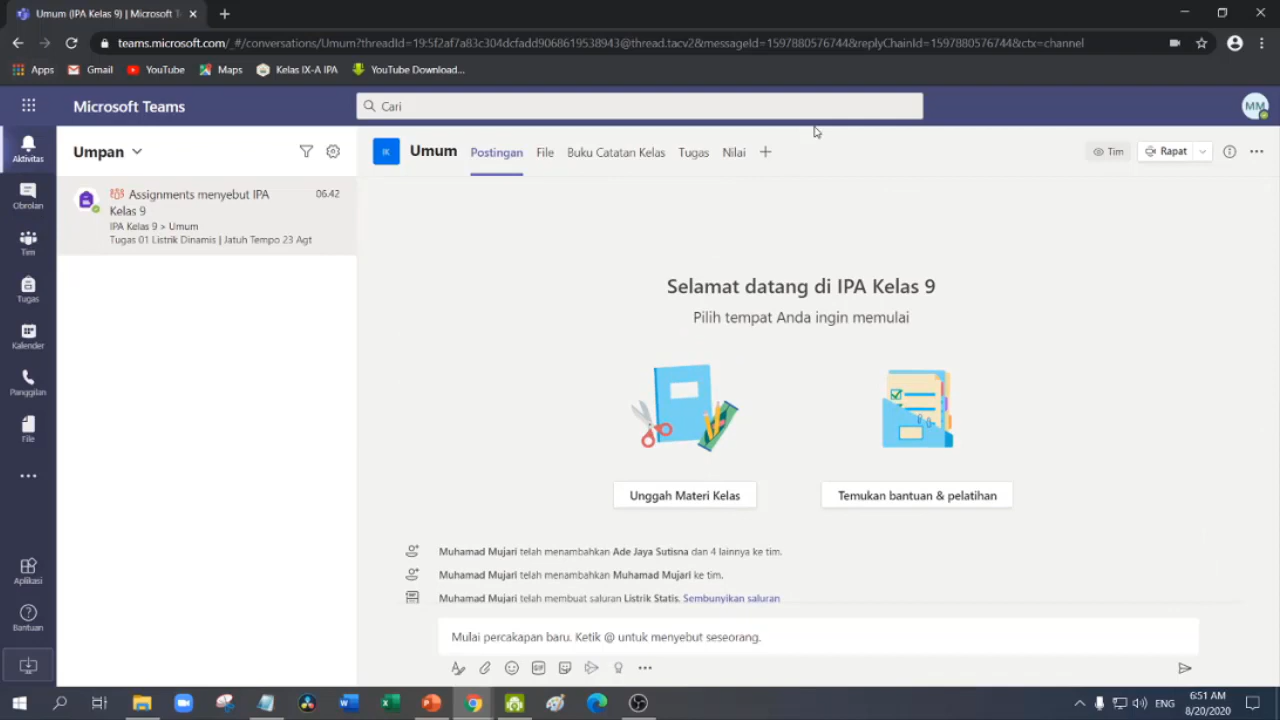 Umum (IPA Kelas 9) | Microsoft T
teams.microsoft.com/_#/conversations/Umum?threadId=19:5f2af7a83c304dcfadd9068619538943@thread.tacv2&messageId=1597880576744&replyChainId=1597880576744&ctx=channel
Apps Gmail YouTube Maps Kelas IX-A IPA YouTube Download...
Microsoft Teams
Cari
MM
Aktivitas
Obrolan
Tim
Tugas
Kalender
Panggilan
File
Aplikasi
Bantuan
Umpan
Assignments menyebut IPA Kelas 9
06.42
IPA Kelas 9 > Umum
Tugas 01 Listrik Dinamis | Jatuh Tempo 23 Agt
IK Umum Postingan File Buku Catatan Kelas Tugas Nilai
Tim Rapat
Selamat datang di IPA Kelas 9
Pilih tempat Anda ingin memulai
Unggah Materi Kelas
Temukan bantuan & pelatihan
Muhamad Mujari telah menambahkan Ade Jaya Sutisna dan 4 lainnya ke tim.
Muhamad Mujari telah menambahkan Muhamad Mujari ke tim.
Muhamad Mujari telah membuat saluran Listrik Statis. Sembunyikan saluran
Mulai percakapan baru. Ketik @ untuk menyebut seseorang.
GIF
ENG
6:51 AM
8/20/2020